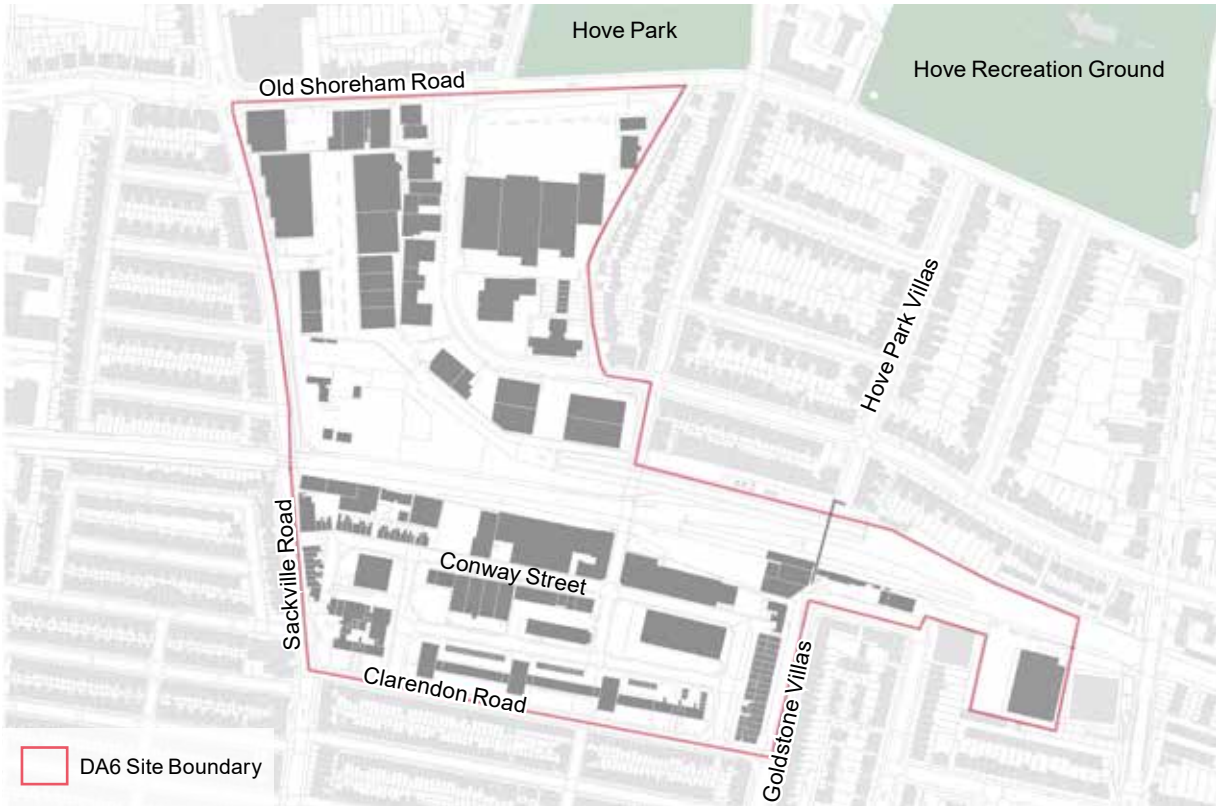 Hove Park
Hove Recreation Ground
Old Shoreham Road
Hove Park Villas
Sackville Road
Conway Street
Clarendon Road
Goldstone Villas
DA6 Site Boundary